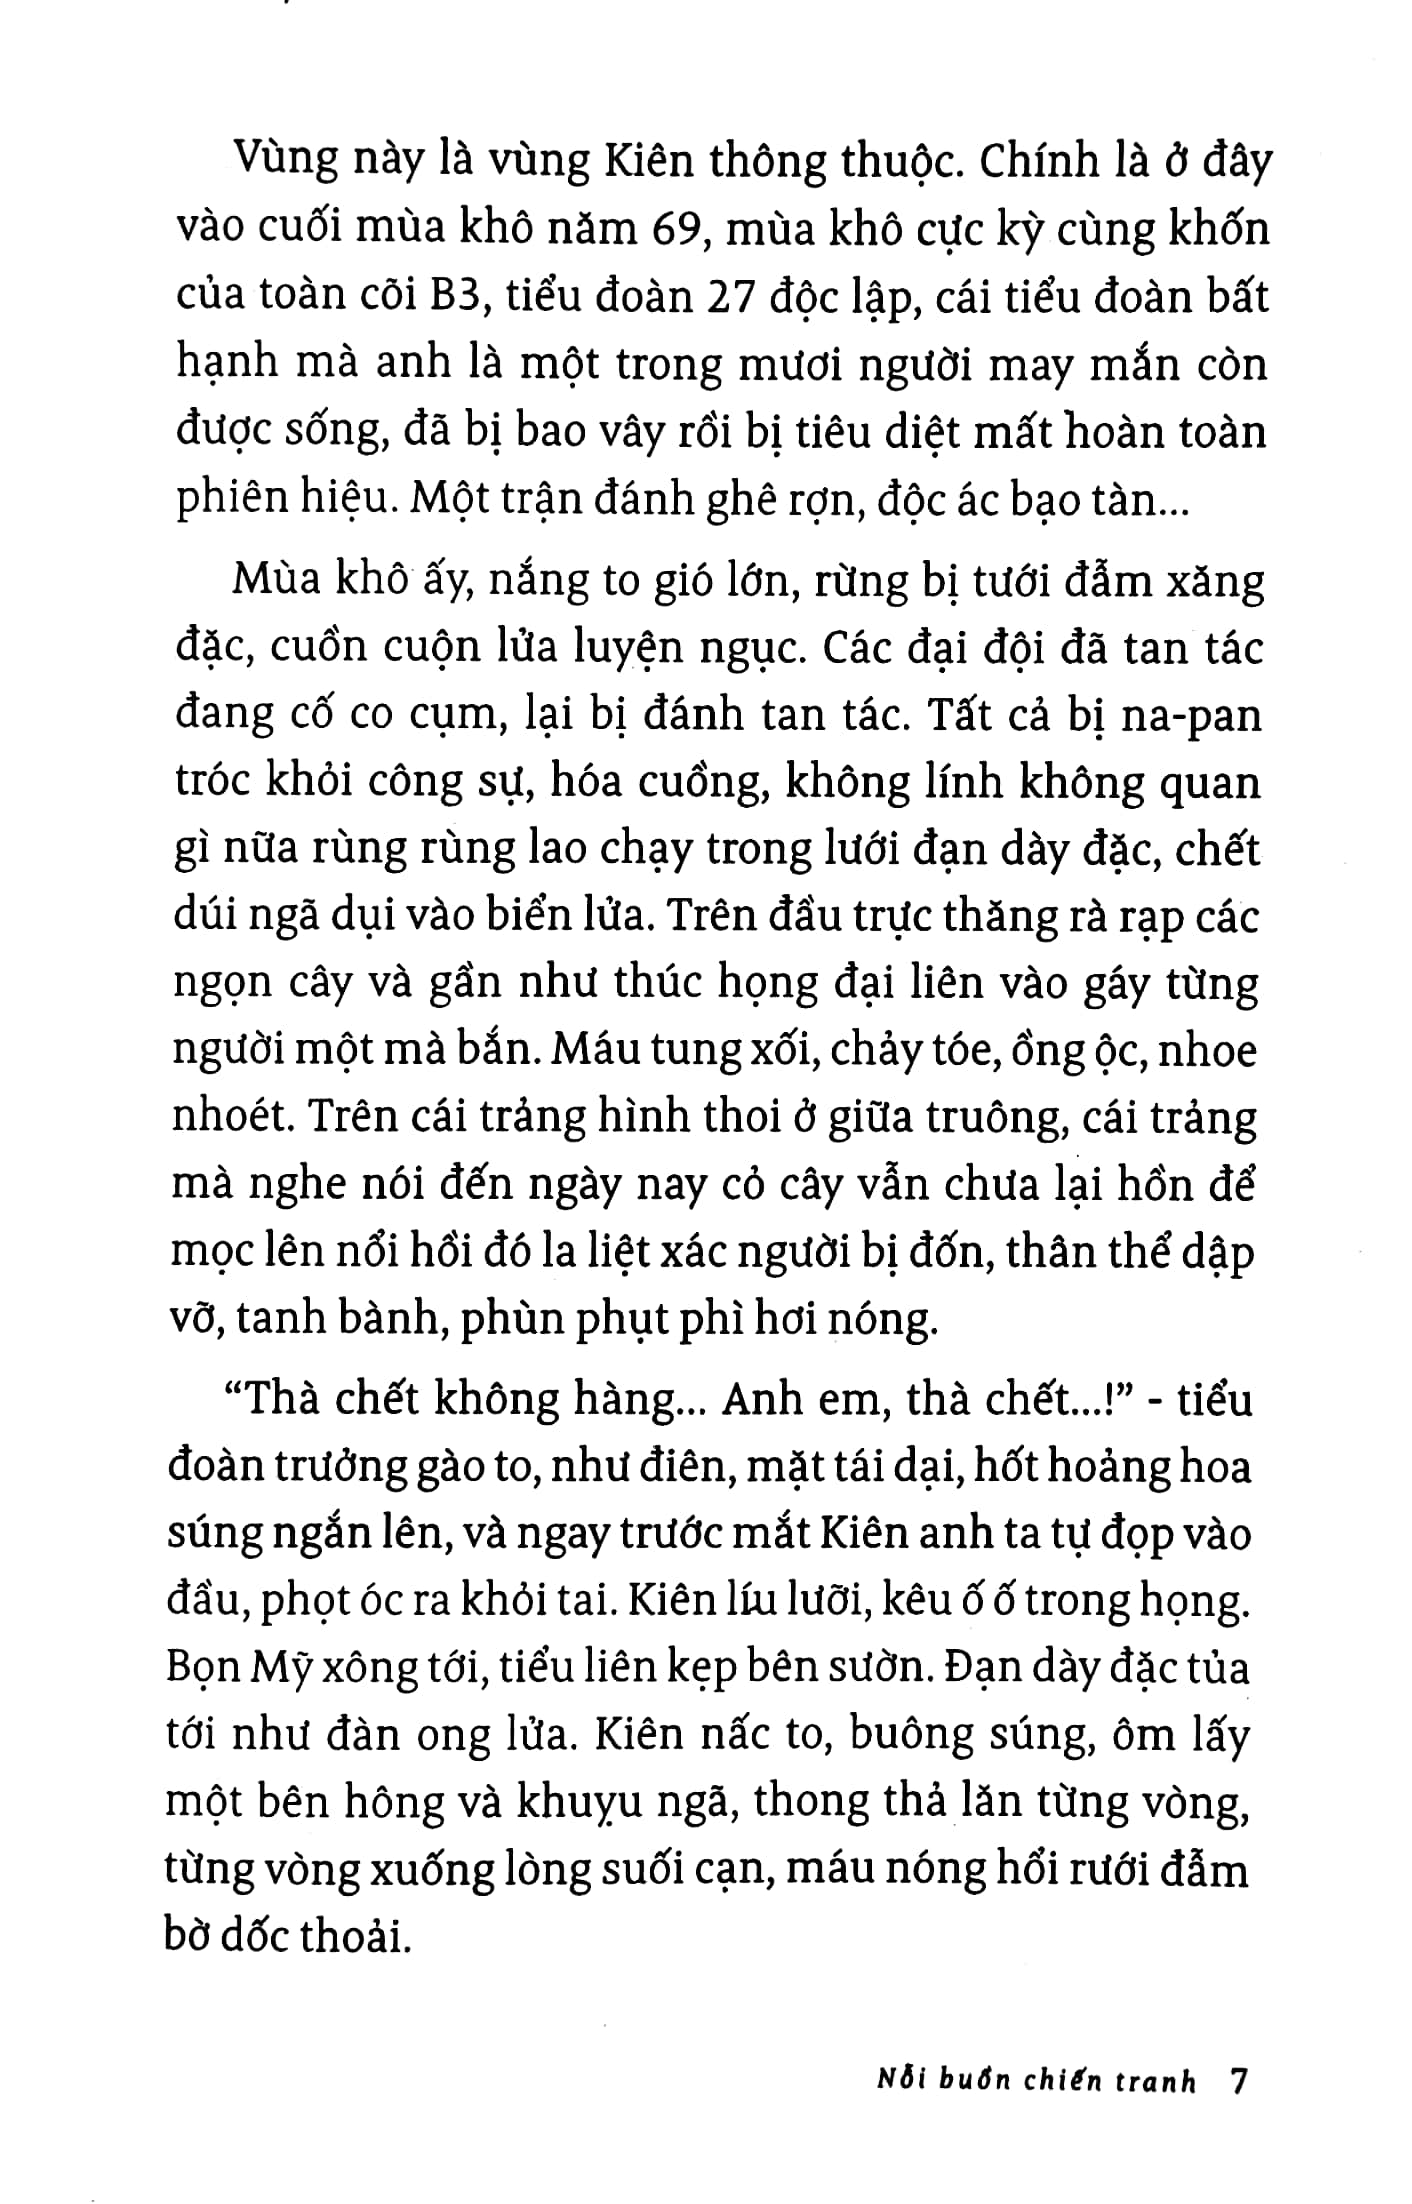 Vùng này là vùng Kiên thông thuộc. Chính là ở đây
vào cuối mùa khô năm 69, mùa khô cực kỳ cùng khốn
của toàn cõi B3, tiểu đoàn 27 độc lập, cái tiểu đoàn bất
hạnh mà anh là một trong mươi người may mắn còn
được sống, đã bị bao vây rồi bị tiêu diệt mất hoàn toàn
phiên hiệu. Một trận đánh ghê rợn, độc ác bạo tàn...
Mùa khô ấy, nắng to gió lớn, rừng bị tưới đẫm xăng
đặc, cuồn cuộn lửa luyện ngục. Các đại đội đã tan tác
đang cố co cụm, lại bị đánh tan tác. Tất cả bị na-pan
tróc khỏi công sự, hóa cuồng, không lính không quan
gì nữa rùng rùng lao chạy trong lưới đạn dày đặc, chết
dúi ngã dụi vào biển lửa. Trên đầu trực thăng rà rạp các
ngọn cây và gần như thúc họng đại liên vào gáy từng
người một mà bắn. Máu tung xối, chảy tóe, ồng ộc, nhoe
nhoét. Trên cái trảng hình thoi ở giữa truông, cái trảng
mà nghe nói đến ngày nay cỏ cây vẫn chưa lại hồn để
mọc lên nổi hồi đó la liệt xác người bị đốn, thân thể dập
vỡ, tanh bành, phùn phụt phì hơi nóng.
“Thà chết không hàng... Anh em, thà chết...!” - tiểu
đoàn trưởng gào to, như điên, mặt tái dại, hốt hoảng hoa
súng ngắn lên, và ngay trước mắt Kiên anh ta tự đọp vào
đầu, phọt óc ra khỏi tai. Kiên líu lưỡi, kêu ố ố trong họng.
Bọn Mỹ xông tới, tiểu liên kẹp bên sườn. Đạn dày đặc tủa
tới như đàn ong lửa. Kiên nấc to, buông súng, ôm lấy
một bên hông và khuỵu ngã, thong thả lăn từng vòng,
từng vòng xuống lòng suối cạn, máu nóng hổi rưới đẫm
bờ dốc thoải.
Nỗi buồn chiến tranh 7